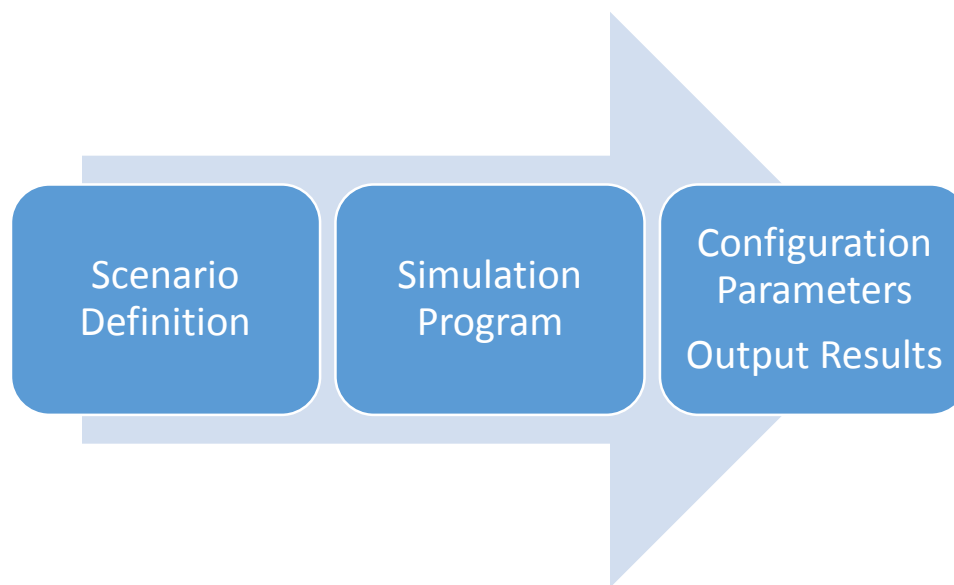 Scenario
Definition
Simulation
Program
Configuration
Parameters
Output Results